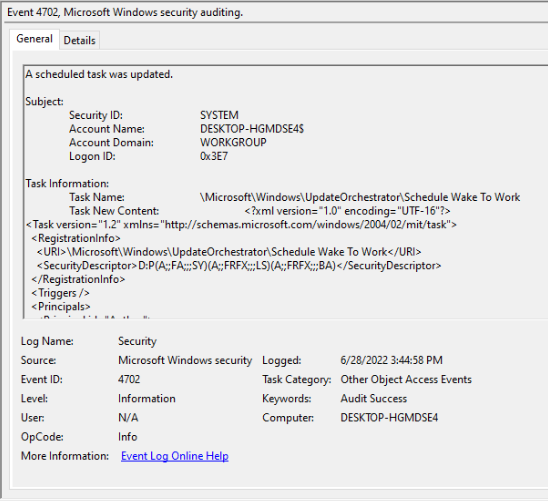 Event 4702, Microsoft Windows security auditing.
General Details
A scheduled task was updated.
Subject:
Security ID: SYSTEM
Account Name: DESKTOP-HGMDSE4$
Account Domain: WORKGROUP
Logon ID: 0x3E7
Task Information:
Task Name: \Microsoft\Windows\UpdateOrchestrator\Schedule Wake To Work
Task New Content: <?xml version="1.0" encoding="UTF-16"?>
<Task version="1.2" xmlns="http://schemas.microsoft.com/windows/2004/02/mit/task">
<RegistrationInfo>
<URI>\Microsoft\Windows\UpdateOrchestrator\Schedule Wake To Work</URI>
<SecurityDescriptor>D:P(A;;FA;;;SY)(A;;FRFX;;;LS)(A;;FRFX;;;BA)</SecurityDescriptor>
</RegistrationInfo>
<Triggers />
<Principals>
Log Name: Security
Source: Microsoft Windows security Logged: 6/28/2022 3:44:58 PM
Event ID: 4702 Task Category: Other Object Access Events
Level: Information Keywords: Audit Success
User: N/A Computer: DESKTOP-HGMDSE4
OpCode: Info
More Information: Event Log Online Help